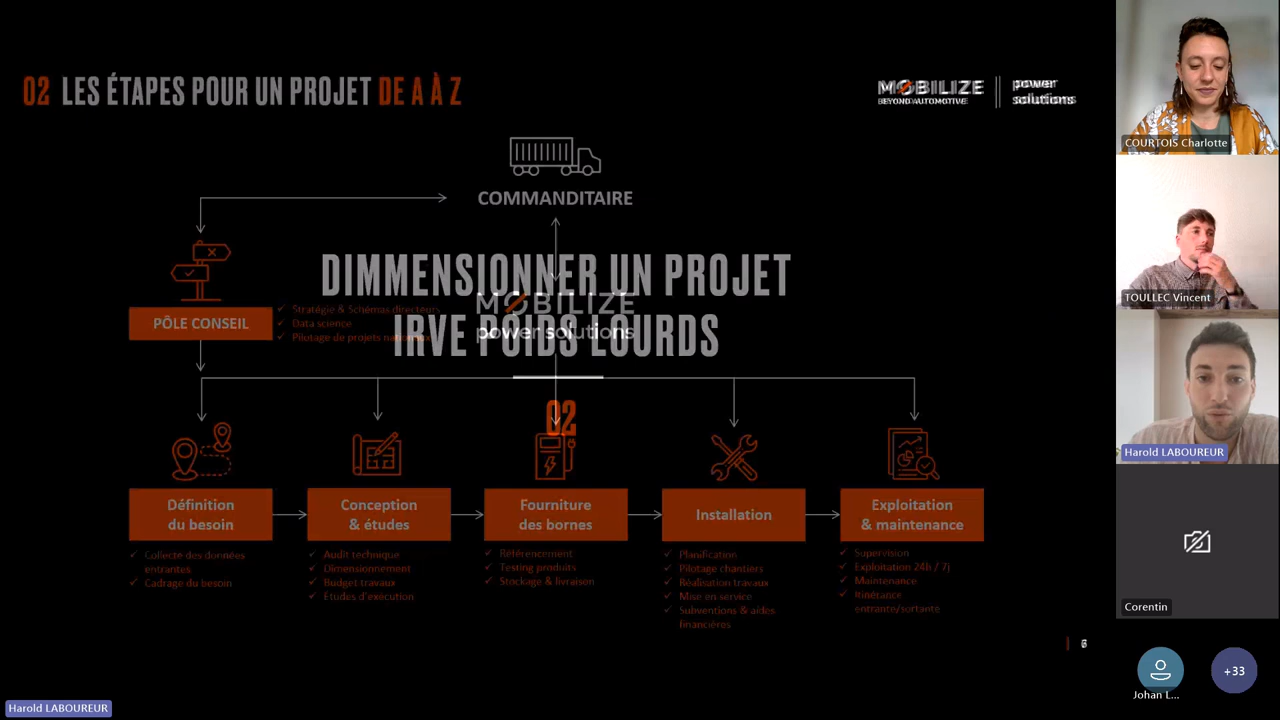 02 LES ÉTAPES POUR UN PROJET DE A À Z
MOBILIZE
BEYOND AUTOMOTIVE
power
solutions
COMMANDITAIRE
DIMMENSIONNER UN PROJET
IRVE POIDS LOURDS
02
MOBILIZE
power solutions
PÔLE CONSEIL
✓ Stratégie & Schémas directeurs
✓ Data science
✓ Pilotage de projets nationaux
Définition
du besoin
✓ Collecte des données
entrantes
✓ Cadrage du besoin
Conception
& études
✓ Audit technique
✓ Dimensionnement
✓ Budget travaux
✓ Études d'exécution
Fourniture
des bornes
✓ Référencement
✓ Testing produits
✓ Stockage & livraison
Installation
✓ Planification
✓ Pilotage chantiers
✓ Réalisation travaux
✓ Mise en service
✓ Subventions & aides
financières
Exploitation
& maintenance
✓ Supervision
✓ Exploitation 24h / 7j
✓ Maintenance
✓ Itinérance
entrante/sortante
COURTOIS Charlotte
TOULLEC Vincent
Harold LABOUREUR
Corentin
Johan L...
+33
Harold LABOUREUR